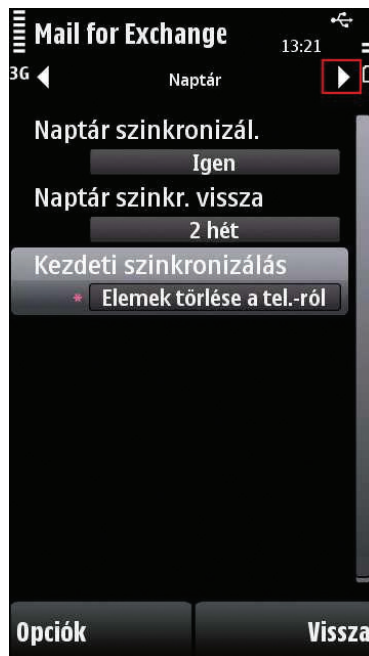 Mail for Exchange
13:21
3G
Naptár
Naptár szinkronizál.
Igen
Naptár szinkr. vissza
2 hét
Kezdeti szinkronizálás
* Elemek törlése a tel.-ról
Opciók
Vissza